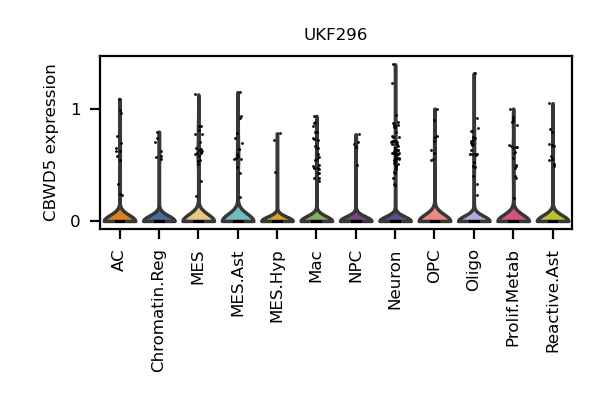 UKF296
CBWD5 expression
1
0
AC
Chromatin.Reg
MES
MES.Ast
MES.Hyp
Mac
NPC
Neuron
OPC
Oligo
Prolif.Metab
Reactive.Ast